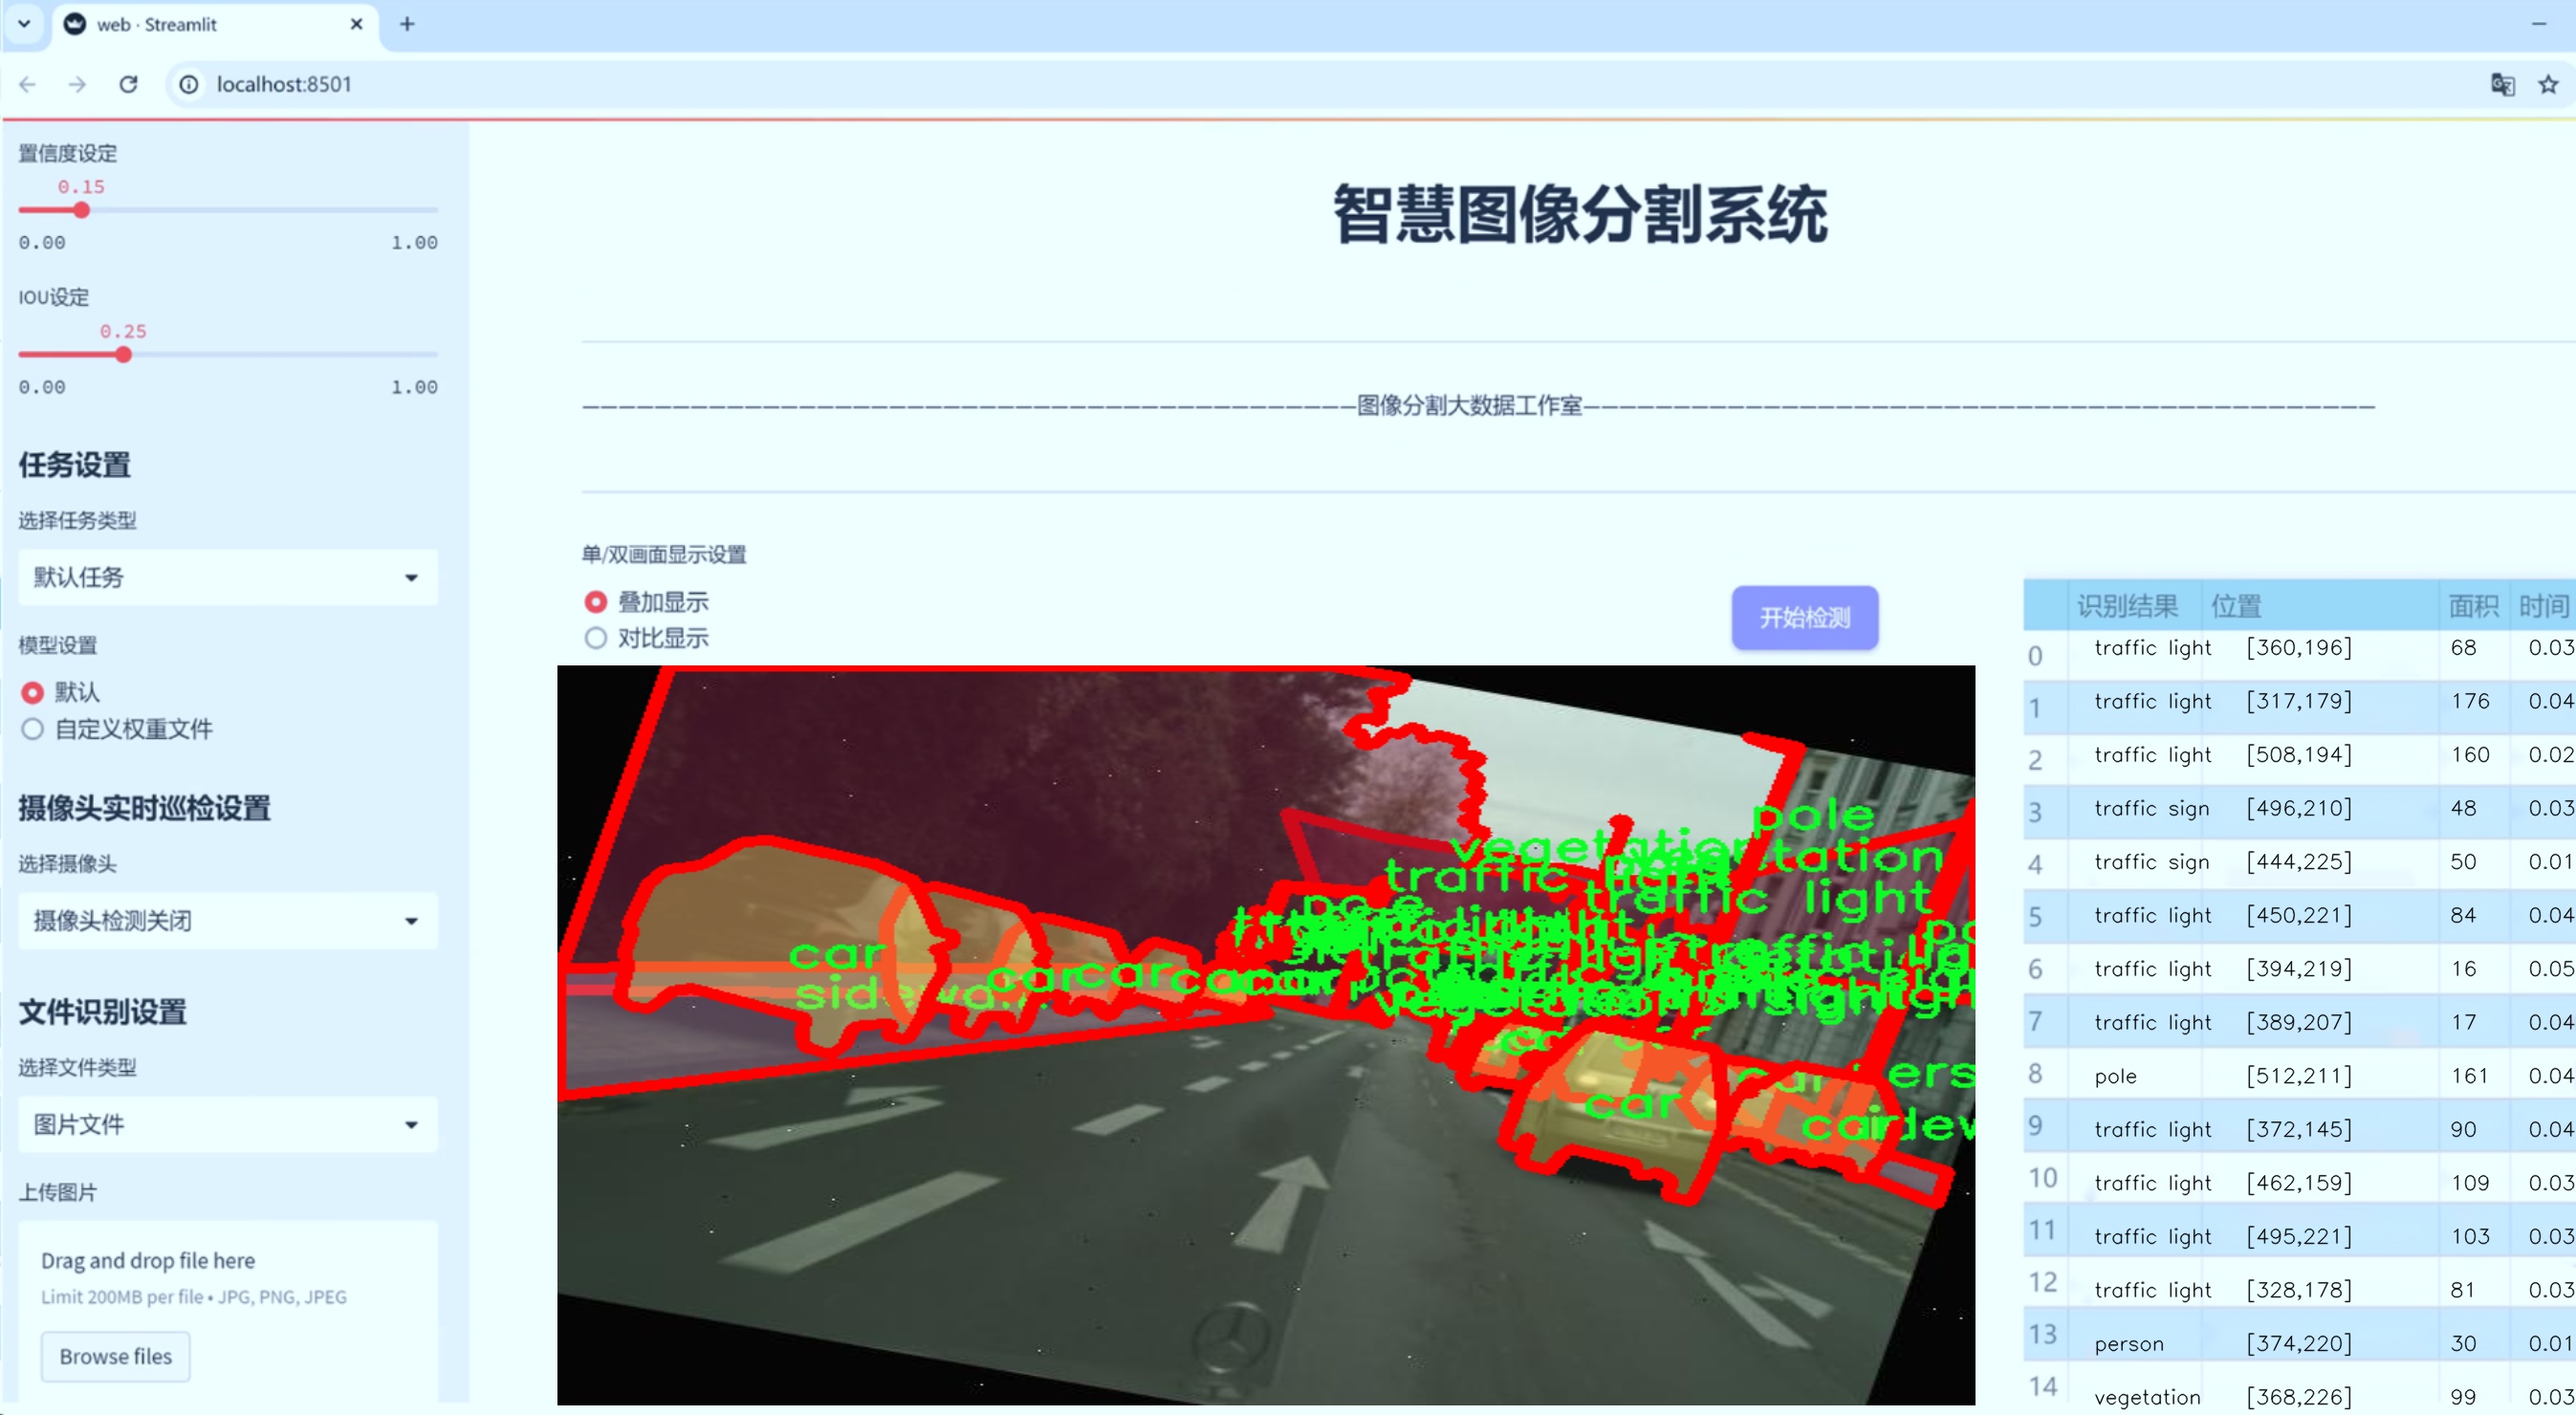 web · Streamlit
localhost:8501
置信度设定
0.15
0.00 1.00
IOU设定
0.25
0.00 1.00
任务设置
选择任务类型
默认任务
模型设置
默认
自定义权重文件
摄像头实时巡检设置
选择摄像头
摄像头检测关闭
文件识别设置
选择文件类型
图片文件
上传图片
Drag and drop file here
Limit 200MB per file • JPG, PNG, JPEG
Browse files
智慧图像分割系统
图像分割大数据工作室
单/双画面显示设置
叠加显示
对比显示
开始检测
pole
vegetation
traffic light
traffic light
pole
car
car
car
car
car
识别结果 位置 面积 时间
0 traffic light [360,196] 68 0.03
1 traffic light [317,179] 176 0.04
2 traffic light [508,194] 160 0.02
3 traffic sign [496,210] 48 0.03
4 traffic sign [444,225] 50 0.01
5 traffic light [450,221] 84 0.04
6 traffic light [394,219] 16 0.05
7 traffic light [389,207] 17 0.04
8 pole [512,211] 161 0.04
9 traffic light [372,145] 90 0.04
10 traffic light [462,159] 109 0.03
11 traffic light [495,221] 103 0.03
12 traffic light [328,178] 81 0.03
13 person [374,220] 30 0.01
14 vegetation [368,226] 99 0.03